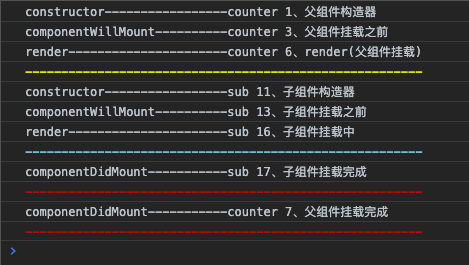 constructor-----------------counter 1、父组件构造器
componentWillMount----------counter 3、父组件挂载之前
render----------------------counter 6、render(父组件挂载)
-------------------------------------------------------
constructor-----------------sub 11、子组件构造器
componentWillMount----------sub 13、子组件挂载之前
render----------------------sub 16、子组件挂载中
-------------------------------------------------------
componentDidMount-----------sub 17、子组件挂载完成
-------------------------------------------------------
componentDidMount-----------counter 7、父组件挂载完成
-------------------------------------------------------
>